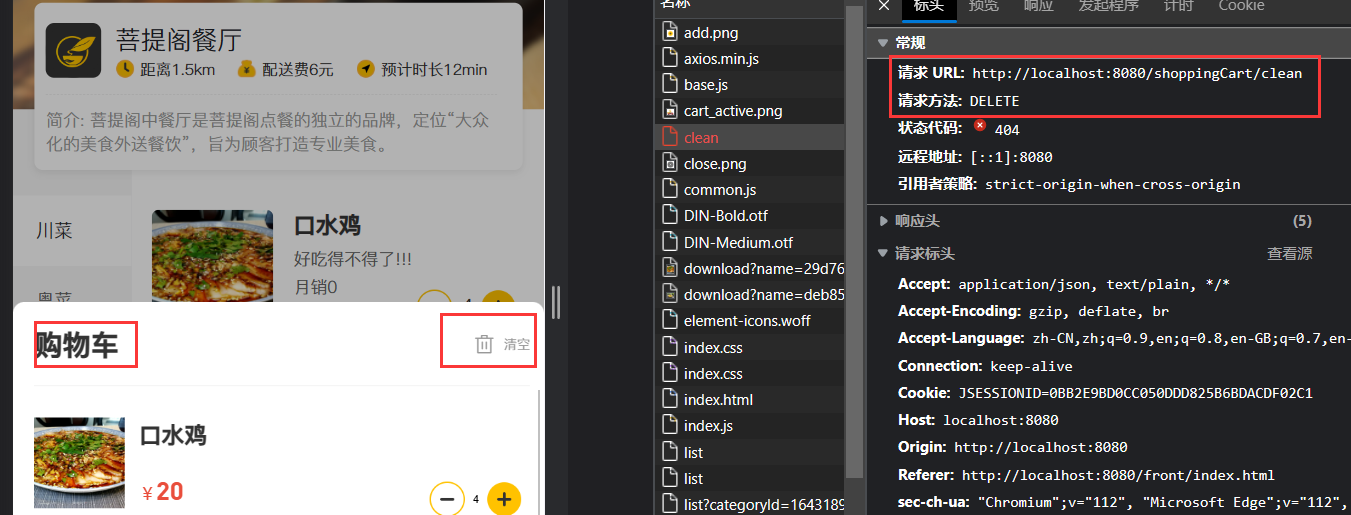 菩提阁餐厅
距离1.5km
配送费6元
预计时长12min
简介: 菩提阁中餐厅是菩提阁点餐的独立的品牌，定位“大众
化的美食外送餐饮”，旨为顾客打造专业美食。
川菜
粤菜
口水鸡
好吃得不得了!!!
月销0
购物车
清空
口水鸡
￥20
4
名称
add.png
axios.min.js
base.js
cart_active.png
clean
close.png
common.js
DIN-Bold.otf
DIN-Medium.otf
download?name=29d76
download?name=deb85
element-icons.woff
index.css
index.css
index.html
index.js
list
list
list?categoryId=1643189
标头 预览 响应 发起程序 计时 Cookie
常规
请求 URL: http://localhost:8080/shoppingCart/clean
请求方法: DELETE
状态代码: 404
远程地址: [::1]:8080
引用者策略: strict-origin-when-cross-origin
响应头 (5)
请求标头 查看源
Accept: application/json, text/plain, */*
Accept-Encoding: gzip, deflate, br
Accept-Language: zh-CN,zh;q=0.9,en;q=0.8,en-GB;q=0.7,en-
Connection: keep-alive
Cookie: JSESSIONID=0BB2E9BD0CC050DDD825B6BDACDF02C1
Host: localhost:8080
Origin: http://localhost:8080
Referer: http://localhost:8080/front/index.html
sec-ch-ua: "Chromium";v="112", "Microsoft Edge";v="112",